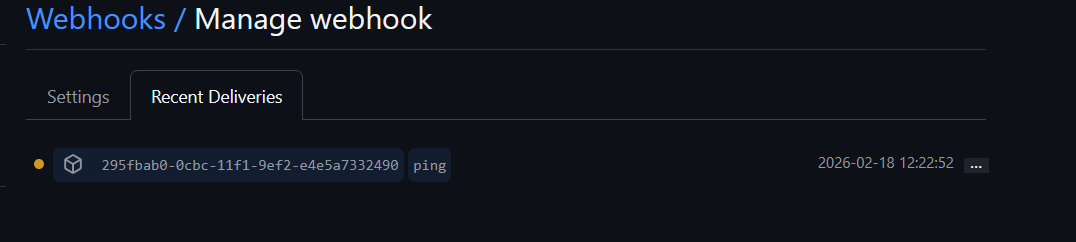 Webhooks / Manage webhook
Settings Recent Deliveries
295fbab0-0cbc-11f1-9ef2-e4e5a7332490 ping 2026-02-18 12:22:52 ...